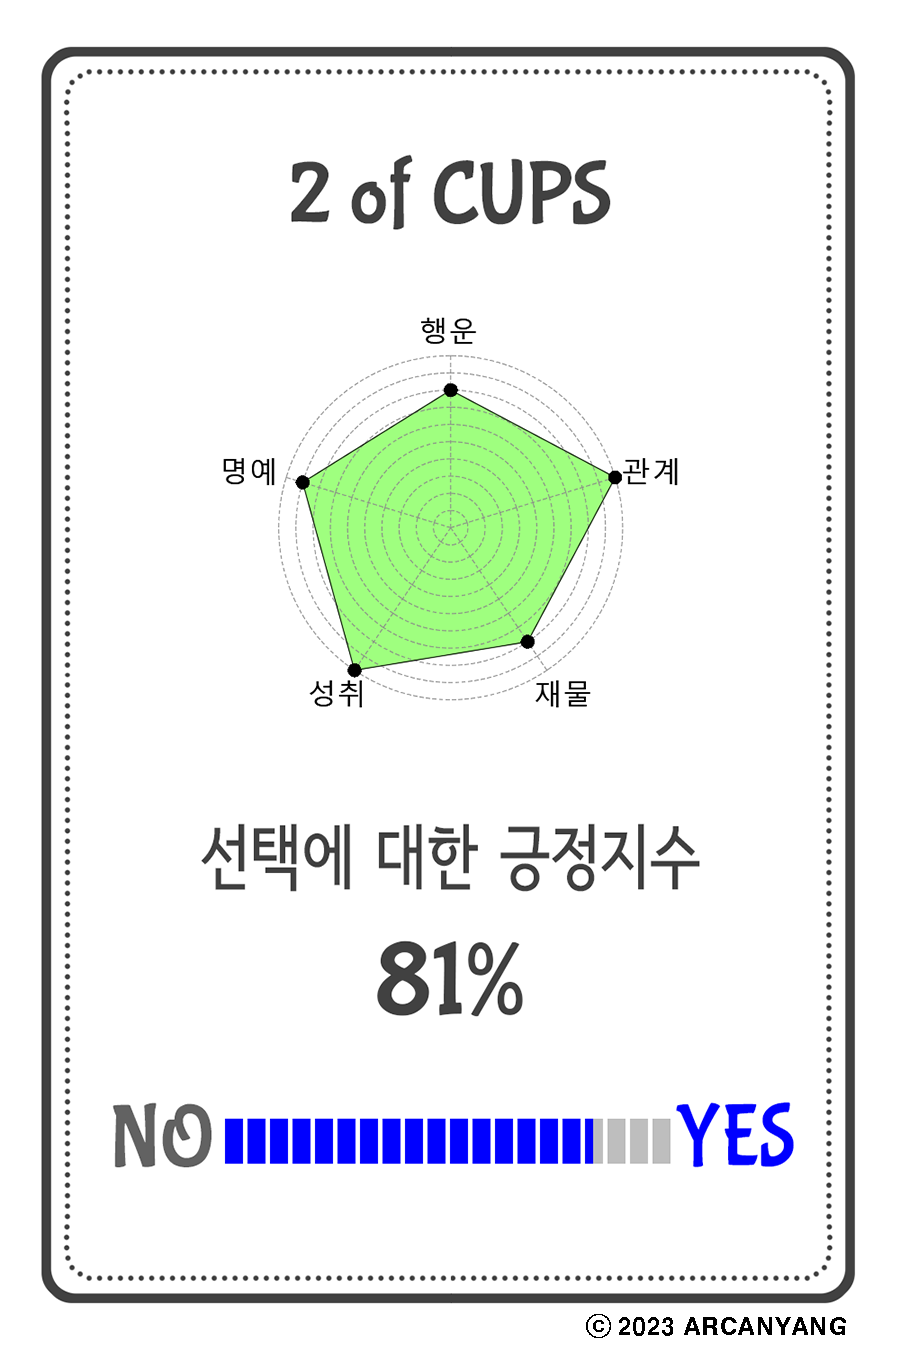 2 of CUPS
행운
명예
관계
성취
재물
선택에 대한 긍정지수
81%
NO YES
© 2023 ARCANYANG